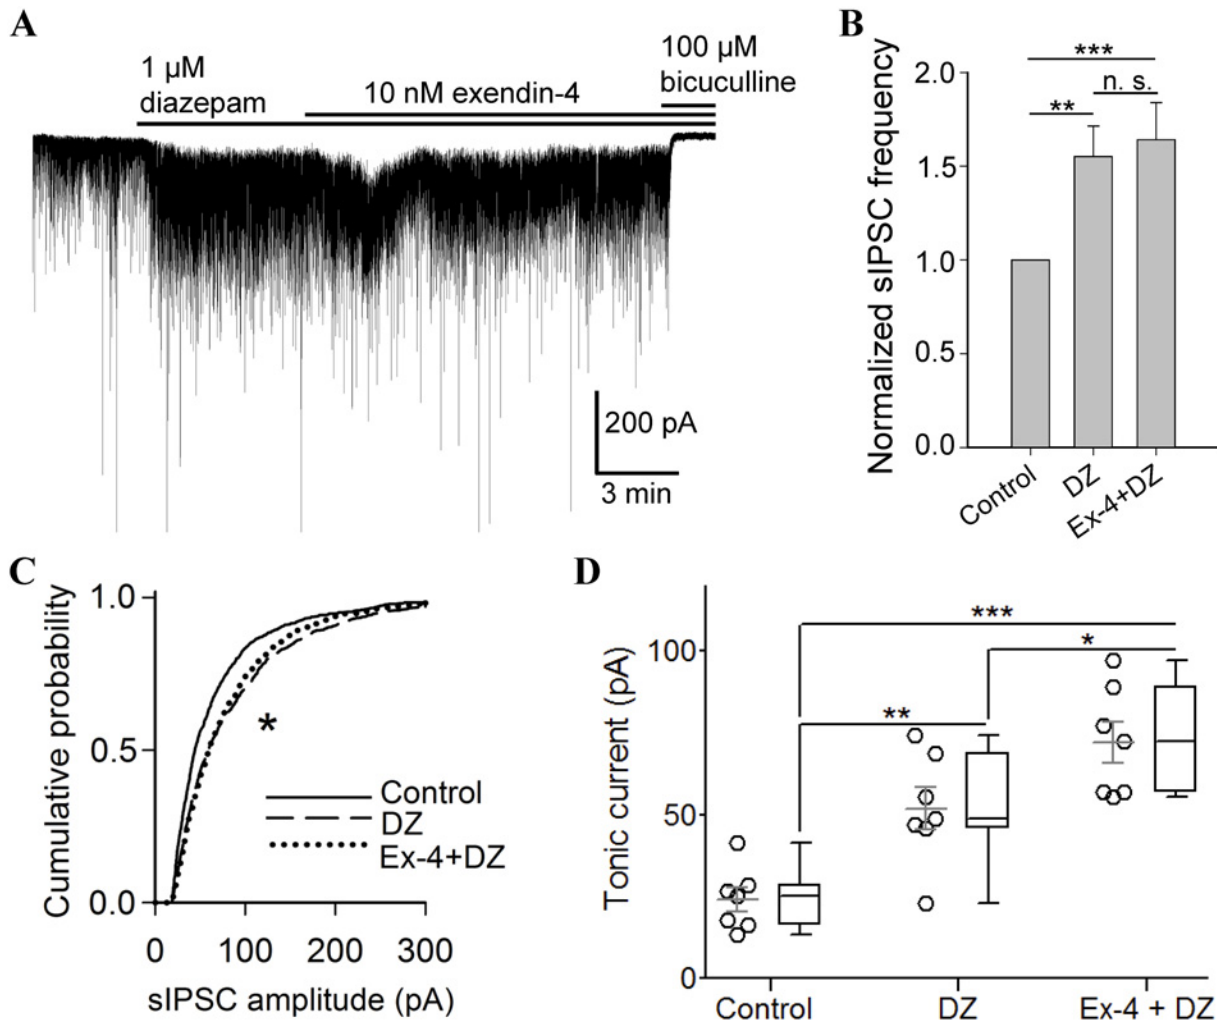 A
1 µM
diazepam
10 nM exendin-4
100 µM
bicuculline
200 pA
3 min
B
Normalized sIPSC frequency
2.0
1.5
1.0
0.5
0.0
***
**
n. s.
Control
DZ
Ex-4+DZ
C
Cumulative probability
1.0
0.5
0.0
*
Control
DZ
Ex-4+DZ
0 100 200 300
sIPSC amplitude (pA)
D
Tonic current (pA)
100
50
0
***
*
**
Control DZ Ex-4 + DZ